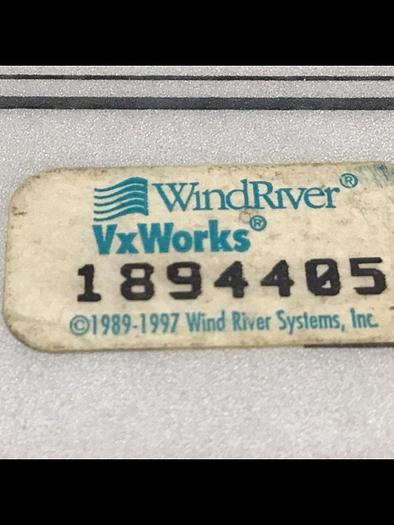 WindRiver®
VxWorks®
1894405
©1989-1997 Wind River Systems, Inc.